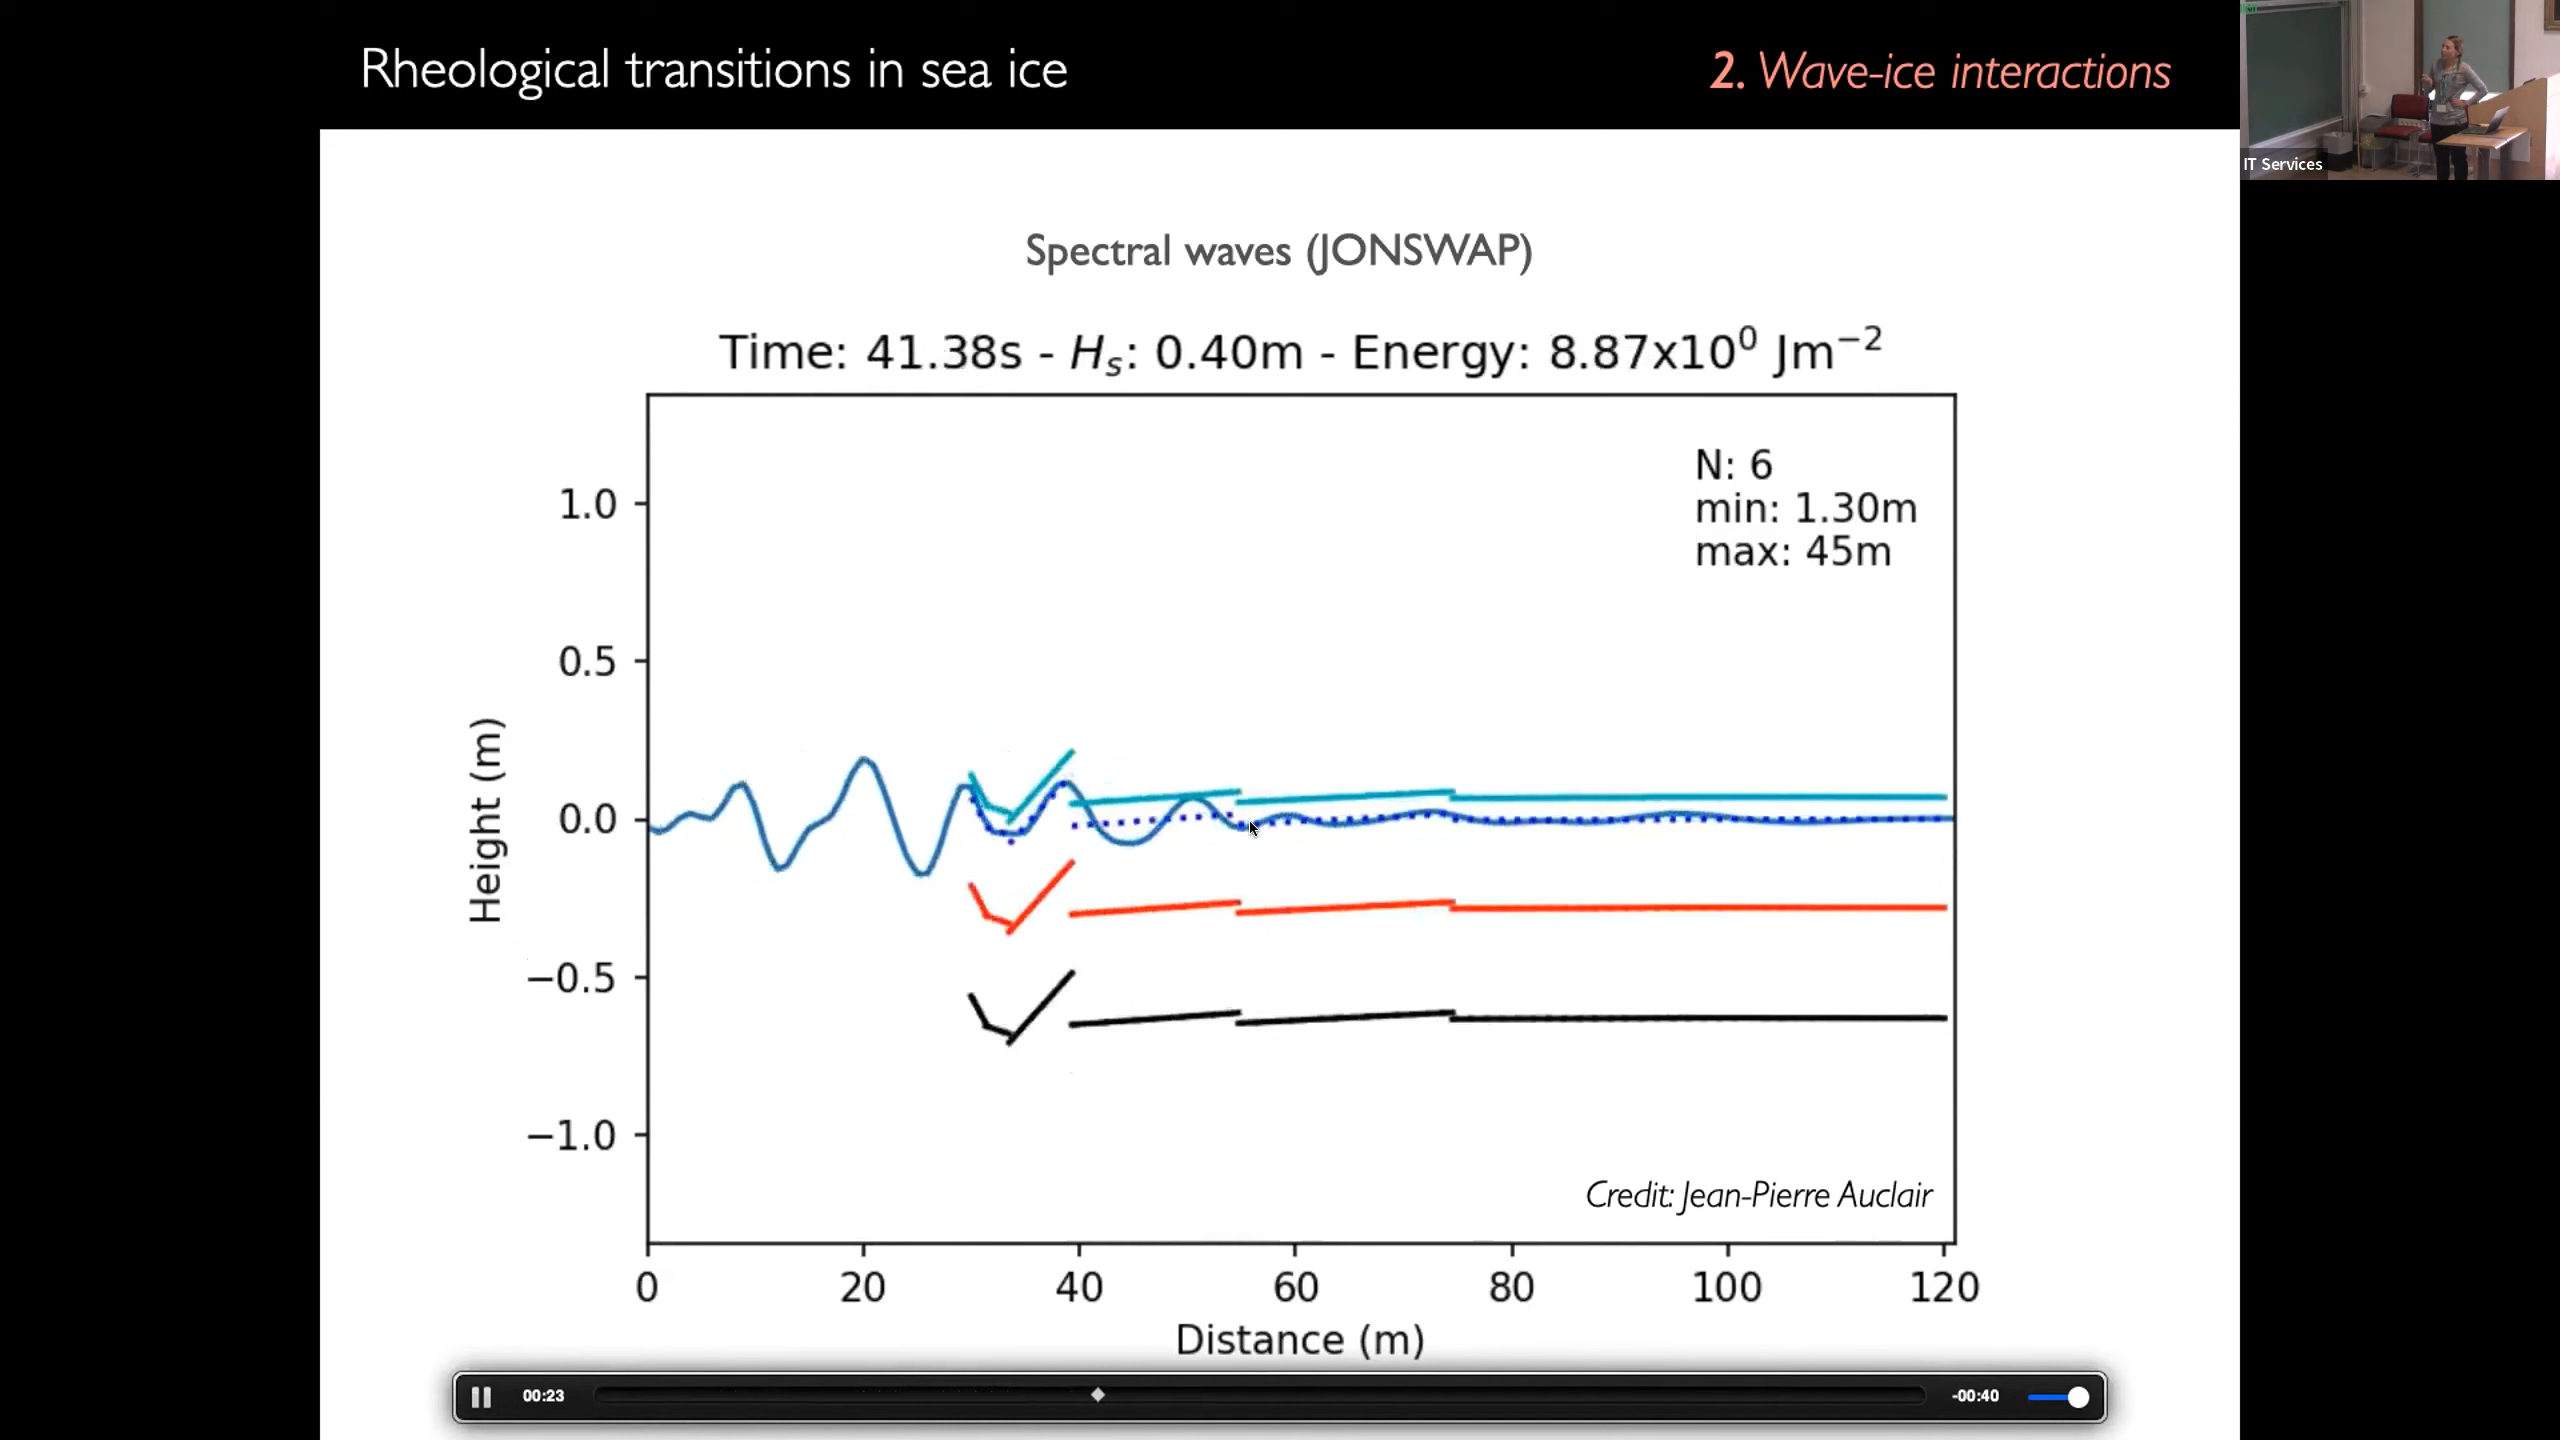 Rheological transitions in sea ice
2. Wave-ice interactions
IT Services
Spectral waves (JONSWAP)
Time: 41.38s - Hₛ: 0.40m - Energy: 8.87x10⁰ Jm⁻²
N: 6
min: 1.30m
max: 45m
1.0
0.5
0.0
−0.5
−1.0
Height (m)
Credit: Jean-Pierre Auclair
0 20 40 60 80 100 120
Distance (m)
00:23
-00:40